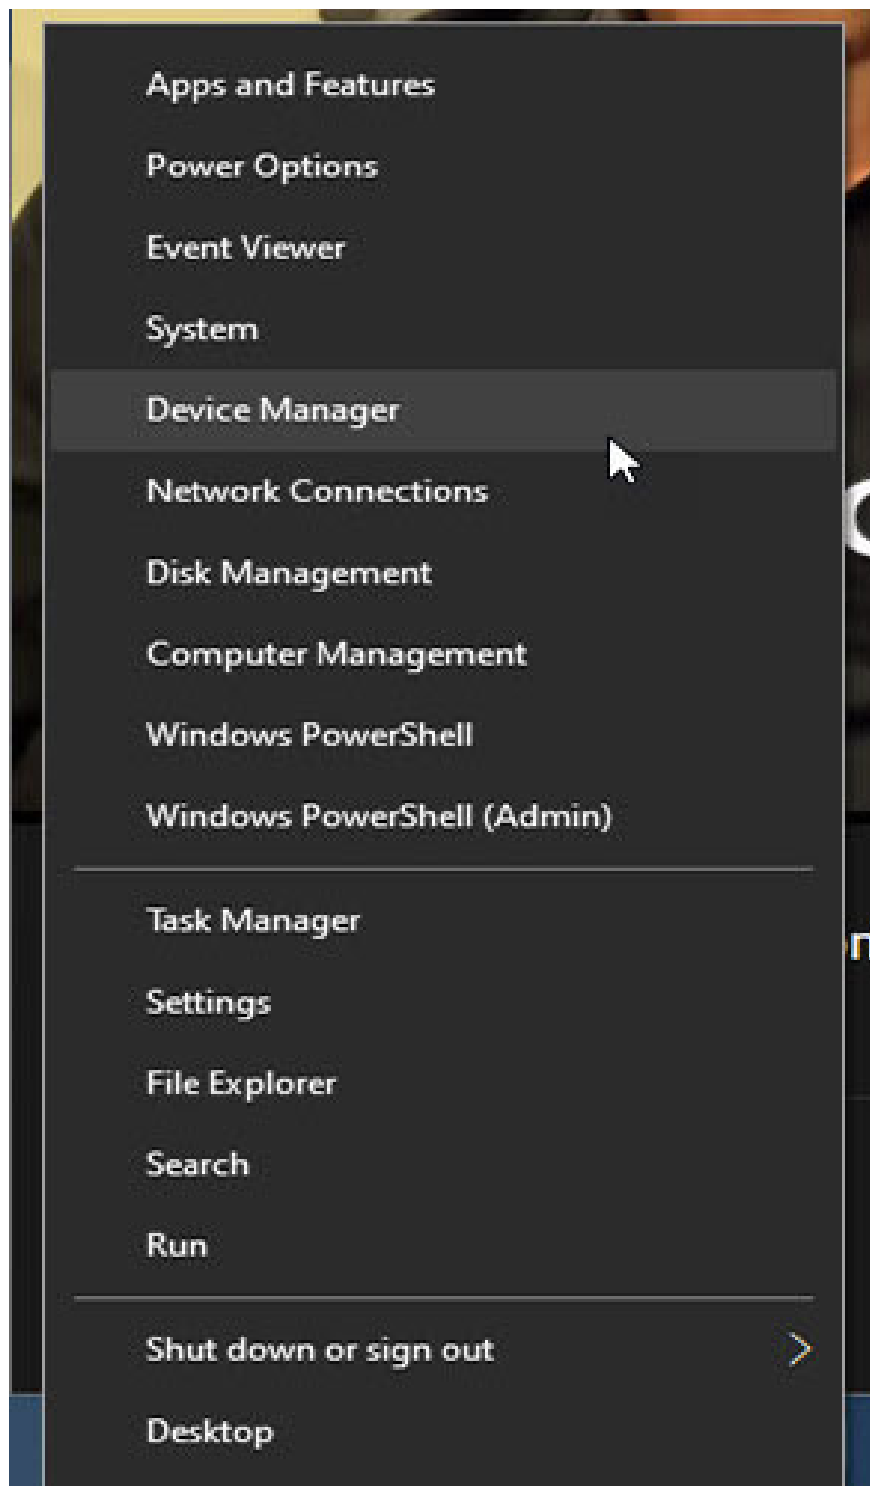 Apps and Features
Power Options
Event Viewer
System
Device Manager
Network Connections
Disk Management
Computer Management
Windows PowerShell
Windows PowerShell (Admin)
Task Manager
Settings
File Explorer
Search
Run
Shut down or sign out
Desktop